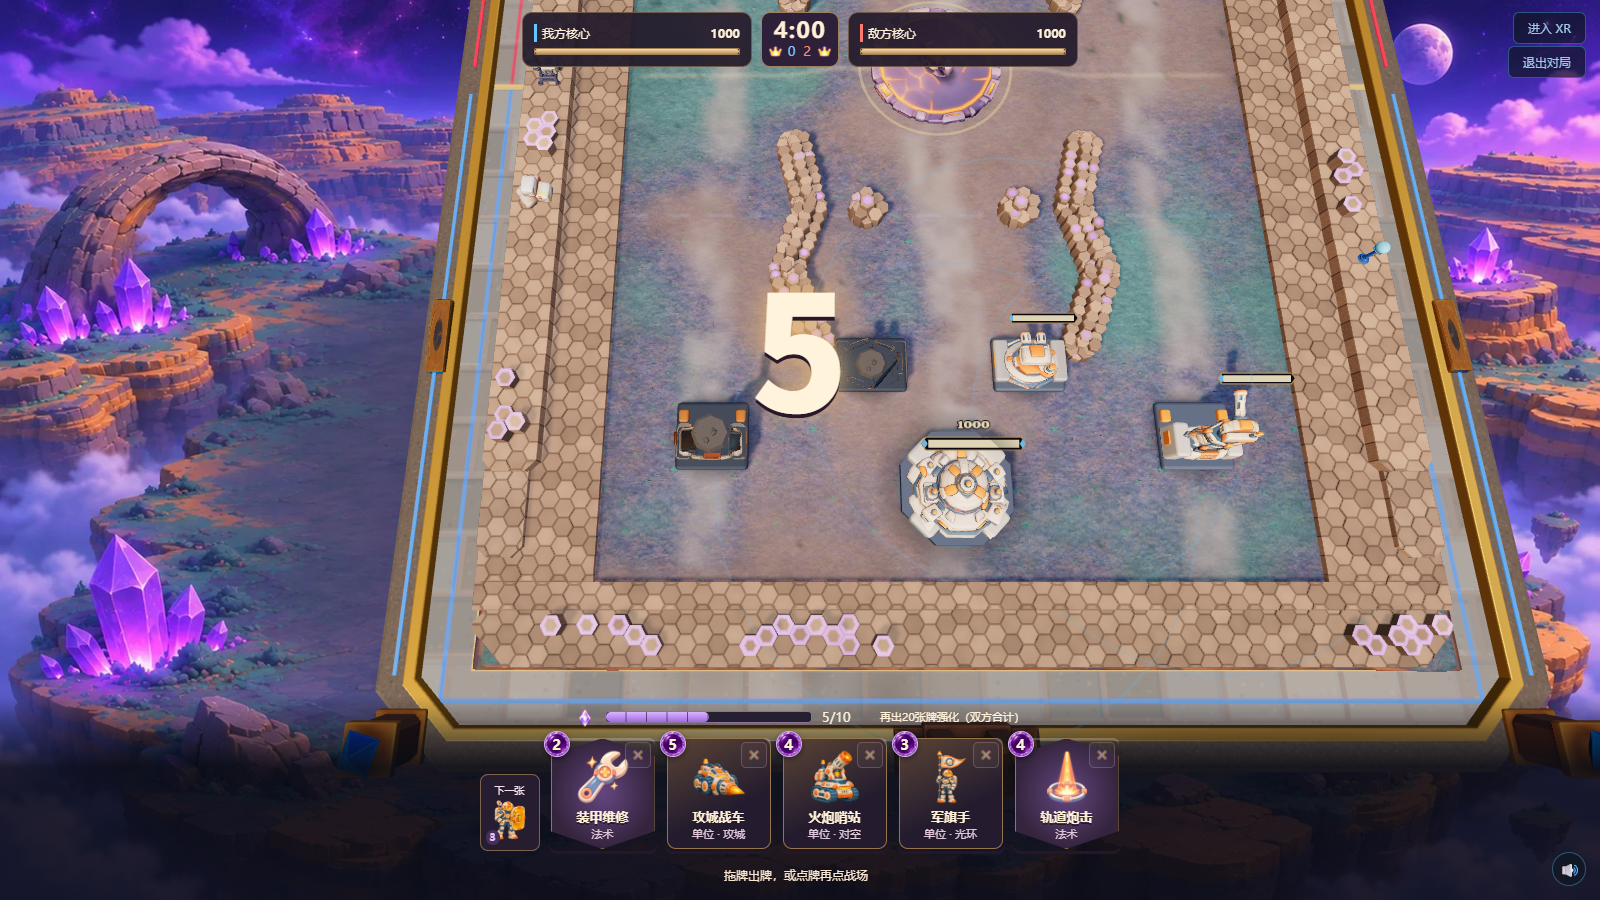 我方核心 1000
4:00
0 2
敌方核心 1000
进入 XR
退出对局
5
1000
5/10 再出20张牌强化（双方合计）
下一张
3
2
装甲维修
法术
5
攻城战车
单位 · 攻城
4
火炮哨站
单位 · 对空
3
军旗手
单位 · 光环
4
轨道炮击
法术
拖牌出牌，或点牌再点战场